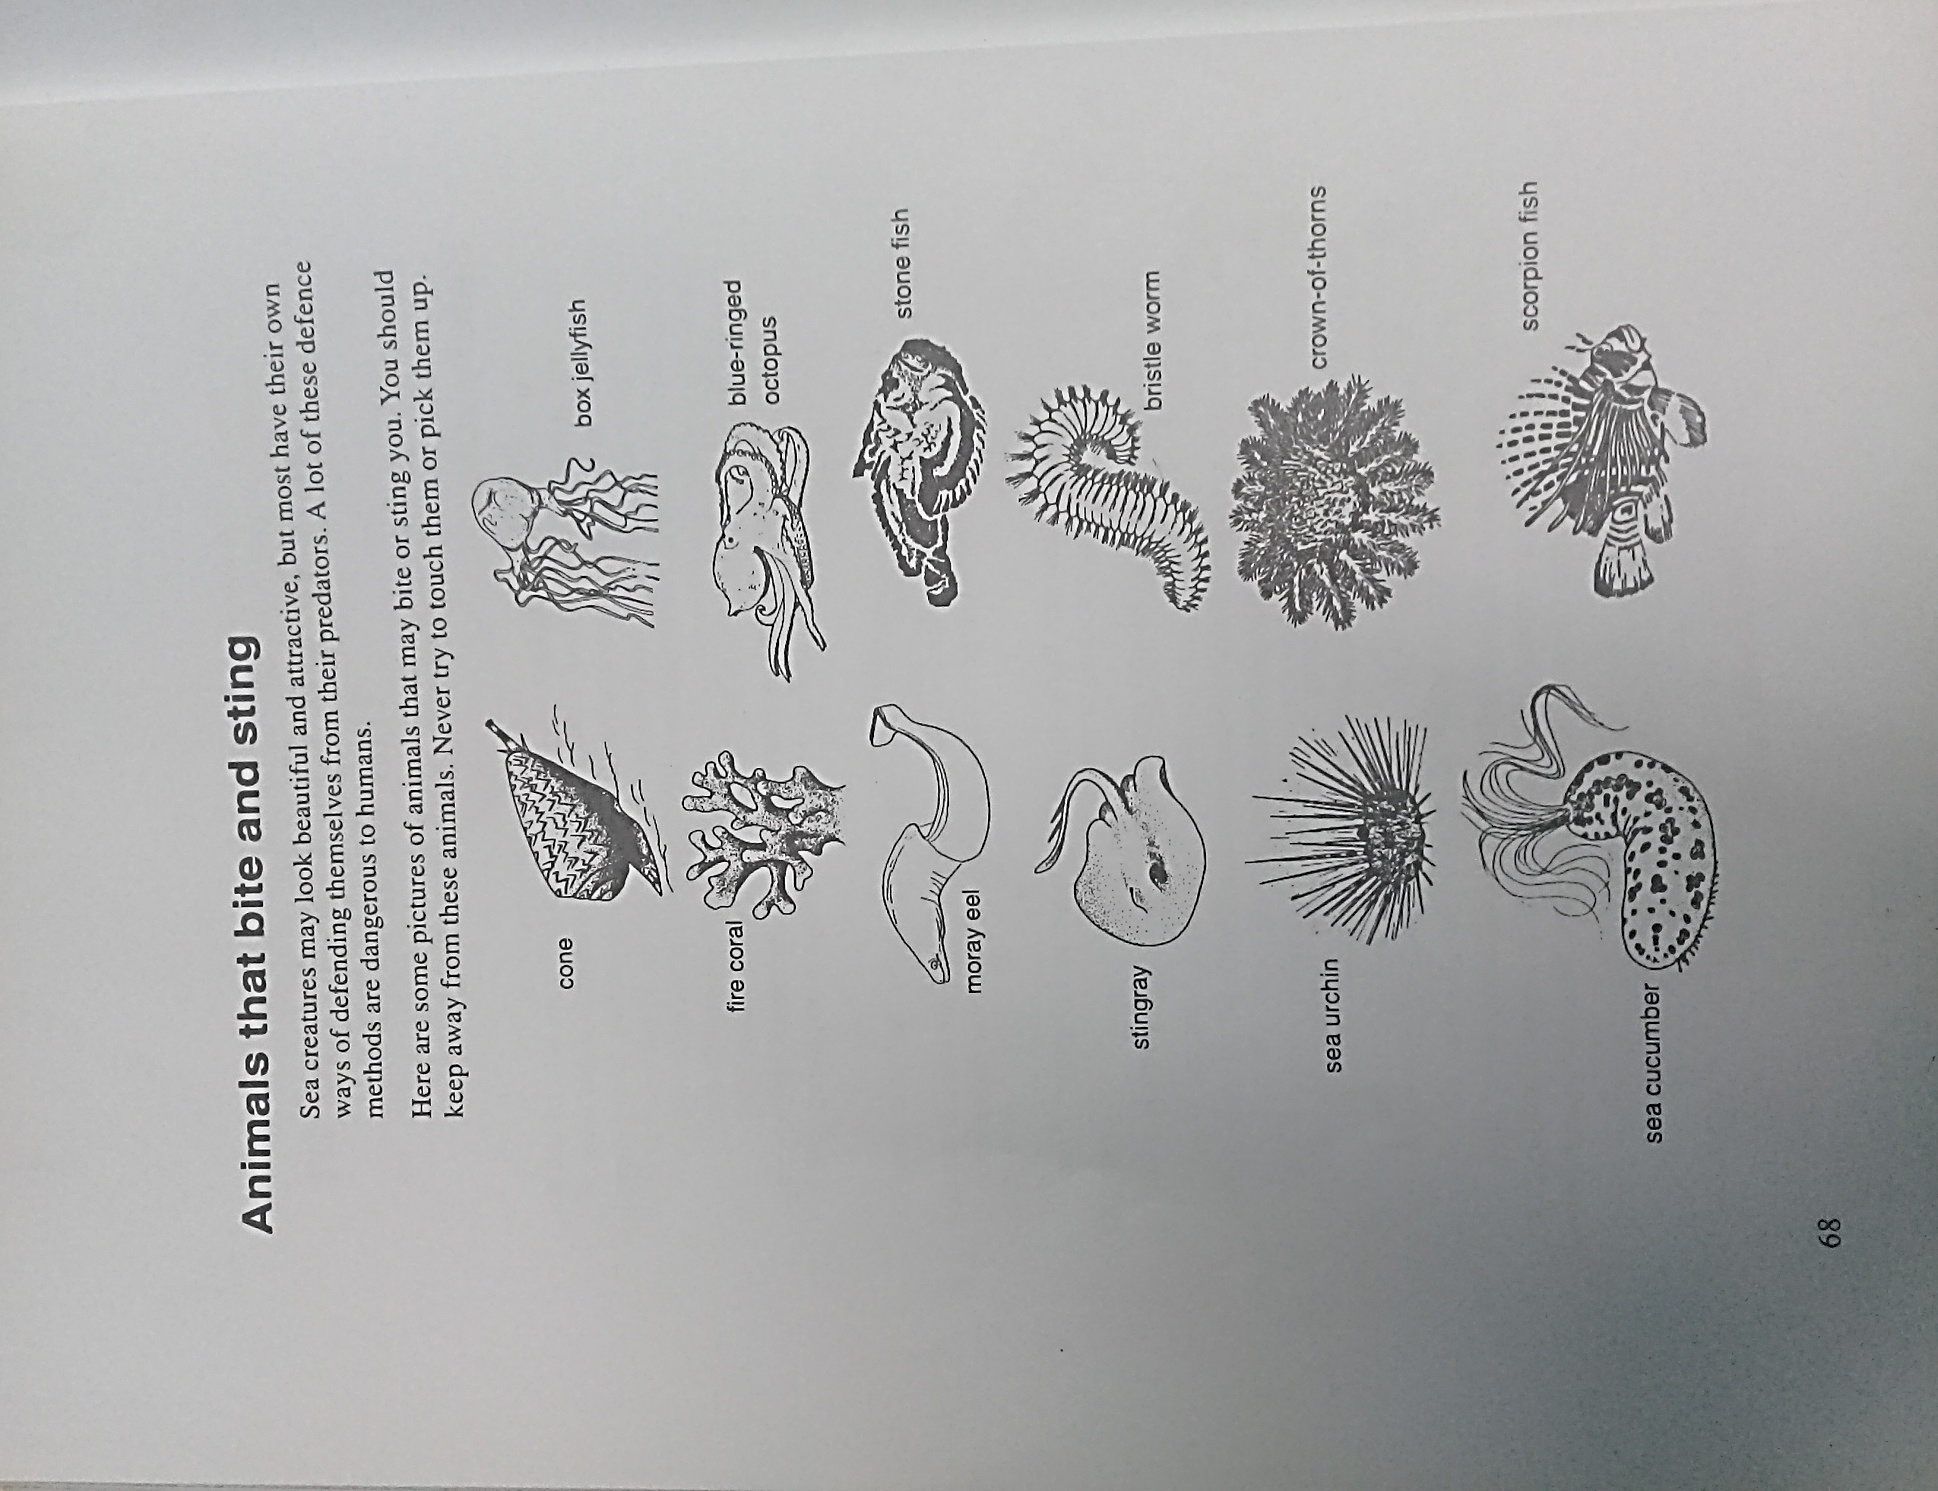 Animals that bite and sting
Sea creatures may look beautiful and attractive, but most have their own
ways of defending themselves from their predators. A lot of these defence
methods are dangerous to humans.
Here are some pictures of animals that may bite or sting you. You should
keep away from these animals. Never try to touch them or pick them up.
cone
box jellyfish
fire coral
blue-ringed
octopus
moray eel
stone fish
stingray
bristle worm
sea urchin
crown-of-thorns
sea cucumber
scorpion fish
68